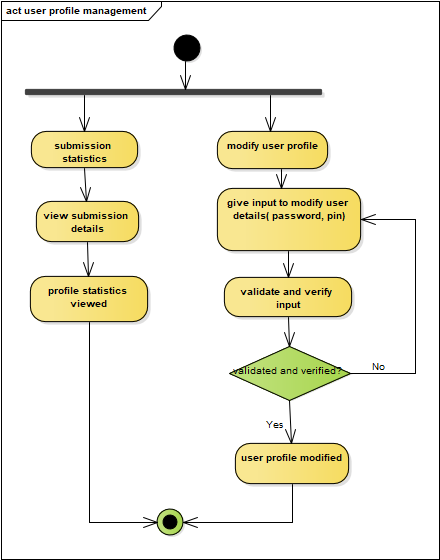 act user profile management
submission
statistics
modify user profile
view submission
details
give input to modify user
details( password, pin)
profile statistics
viewed
validate and verify
input
validated and verified?
No
Yes
user profile modified